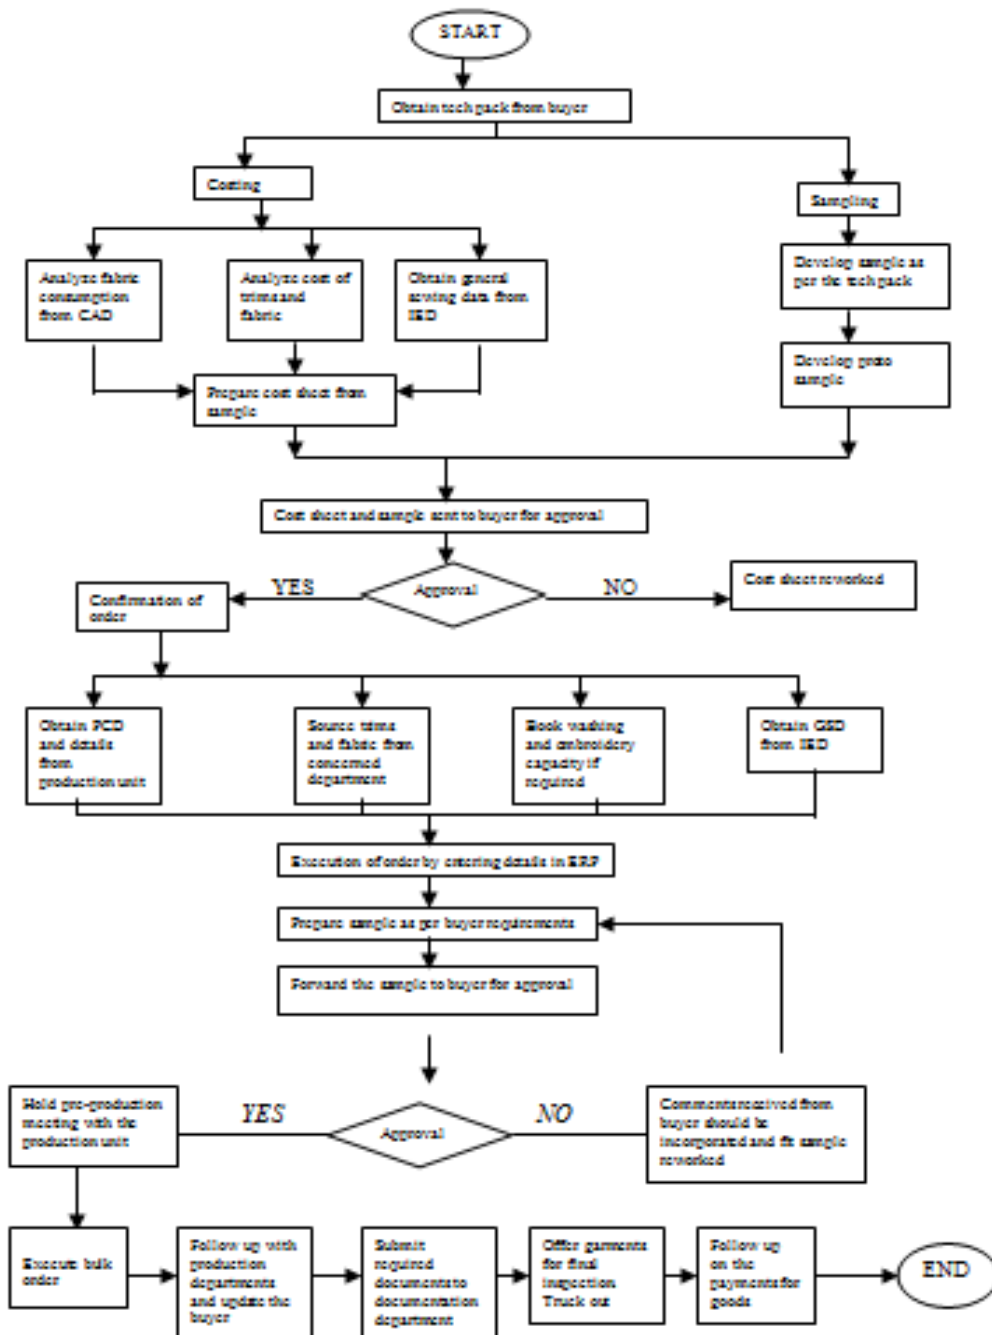 START
Obtain tech pack from buyer
Costing
Sampling
Analyze fabric
consumption
from CAD
Analyze cost of
trims and
fabric
Obtain general
sewing data from
IED
Develop sample as
per the tech pack
Develop proto
sample
Prepare cost sheet from
sample
Cost sheet and sample sent to buyer for approval
YES
Approval
NO
Cost sheet reworked
Confirmation of
order
Obtain PCD
and details
from
production unit
Source trims
and fabric from
concerned
department
Book washing
and embroidery
capacity if
required
Obtain GSD
from IED
Execution of order by entering details in ERP
Prepare sample as per buyer requirements
Forward the sample to buyer for approval
Hold pre-production
meeting with the
production unit
YES
Approval
NO
Comments received from
buyer should be
incorporated and fit sample
reworked
Execute bulk
order
Follow up with
production
departments
and update the
buyer
Submit
required
documents to
documentation
department
Offer garments
for final
inspection
Truck out
Follow up
on the
payments for
goods
END